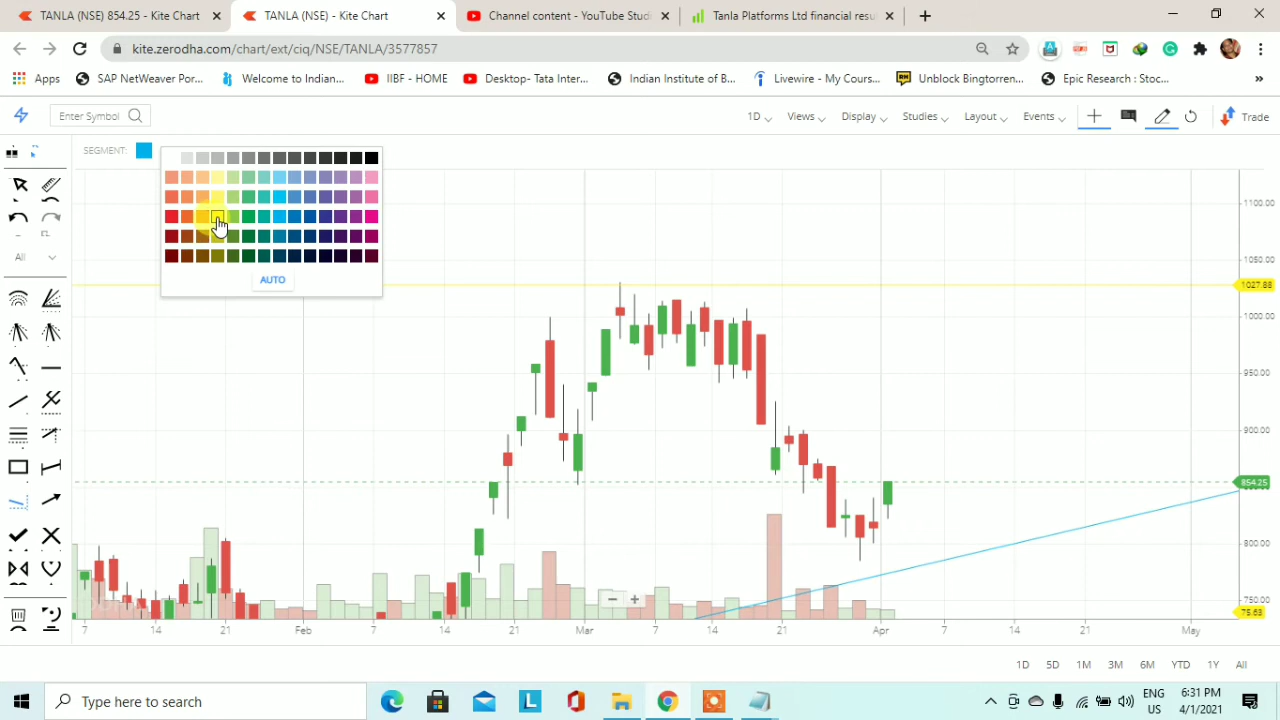 TANLA (NSE) 854.25 - Kite Chart
TANLA (NSE) - Kite Chart
Channel content - YouTube Studi
Tanla Platforms Ltd financial resul
kite.zerodha.com/chart/ext/ciq/NSE/TANLA/3577857
Apps
SAP NetWeaver Por...
Welcome to Indian...
IIBF - HOME
Desktop- Tata Inter...
Indian Institute of B...
Livewire - My Cours...
Unblock Bingtorren...
Epic Research : Stoc...
»
Enter Symbol
1D
Views
Display
Studies
Layout
Events
Trade
SEGMENT:
All
AUTO
1100.00
1050.00
1027.88
1000.00
950.00
900.00
854.25
800.00
750.00
75.63
7
14
21
Feb
7
14
21
Mar
7
14
21
Apr
7
14
21
May
1D
5D
1M
3M
6M
YTD
1Y
All
Type here to search
ENG
US
6:31 PM
4/1/2021